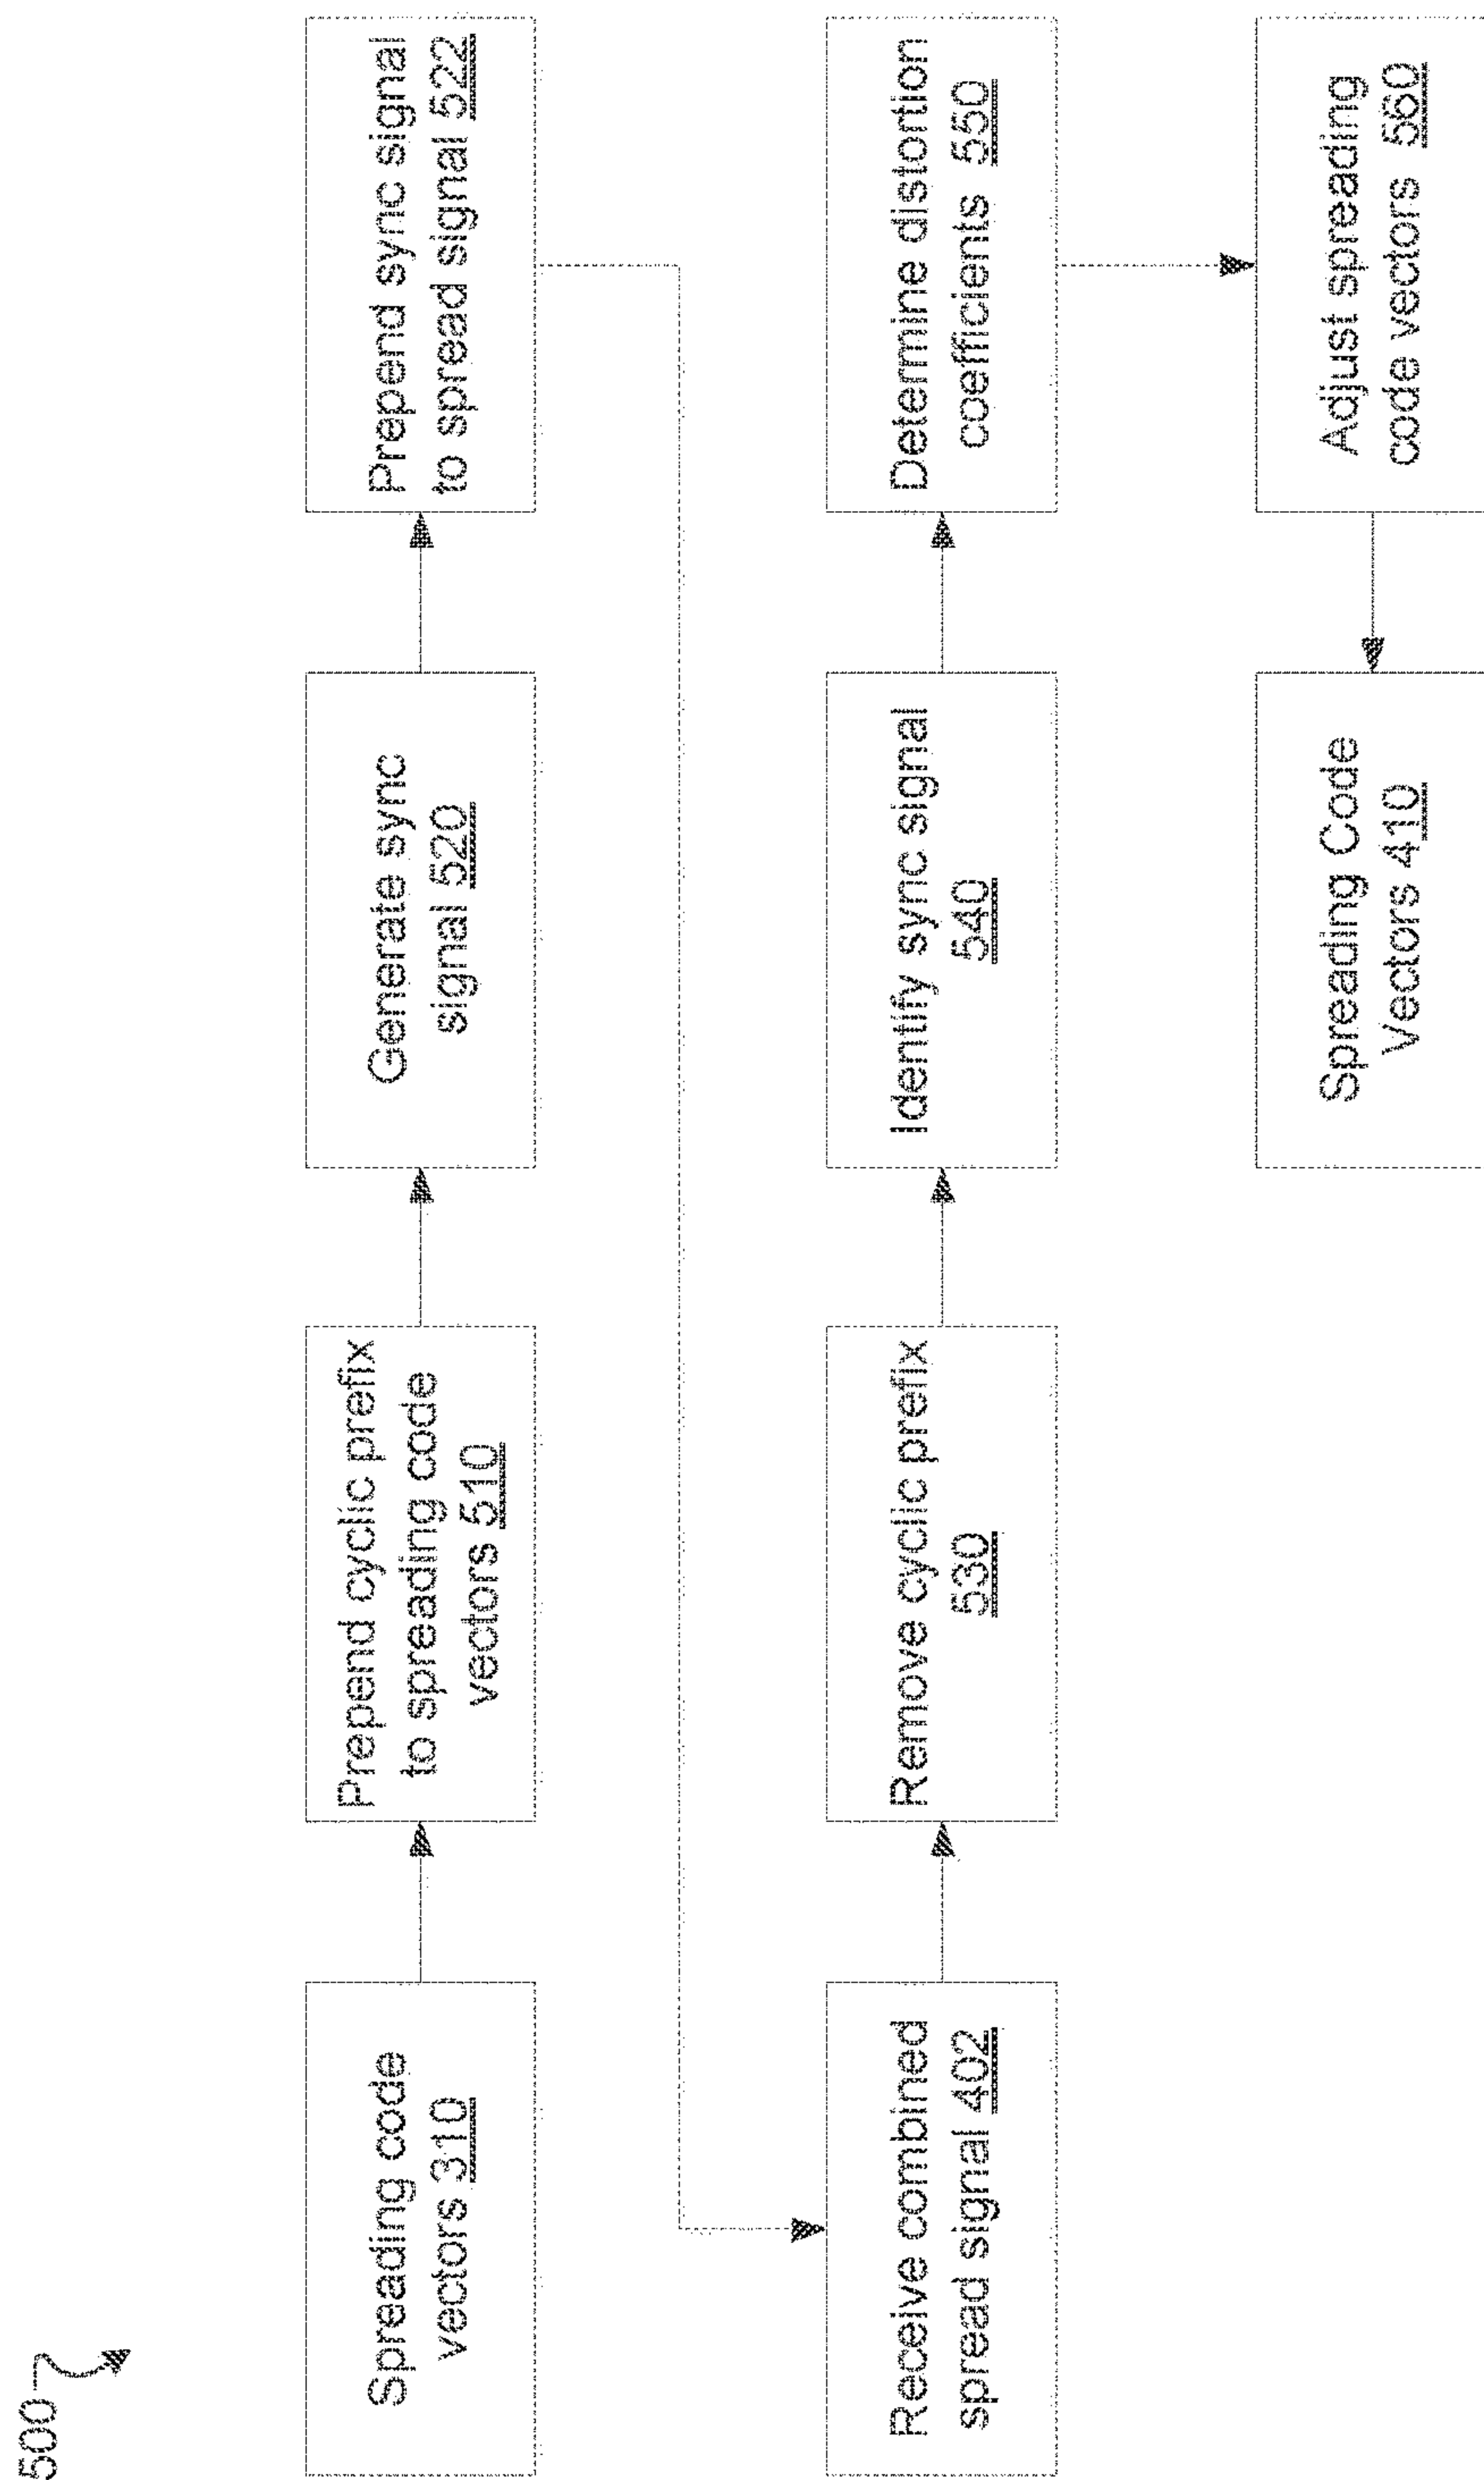 500
Spreading code
vectors 310
Prepend cyclic prefix
to spreading code
vectors 510
Generate sync
signal 520
Prepend sync signal
to spread signal 522
Receive combined
spread signal 402
Remove cyclic prefix
530
Identify sync signal
540
Determine distortion
coefficients 550
Adjust spreading
code vectors 560
Spreading Code
Vectors 410